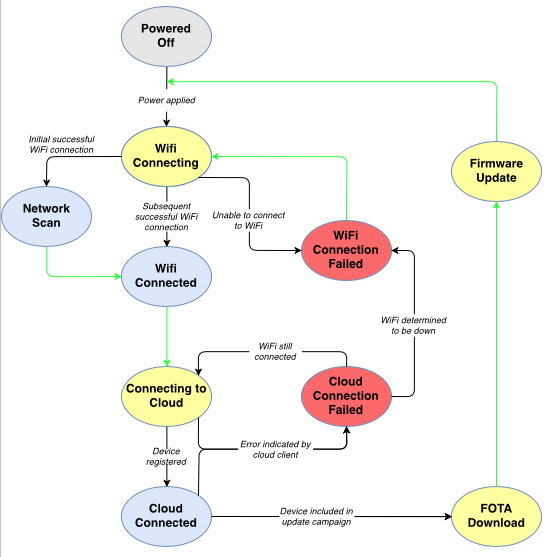 Powered
Off
Power applied
Initial successful
WiFi connection
Wifi
Connecting
Firmware
Update
Network
Scan
Subsequent
successful WiFi
connection
Unable to connect
to WiFi
WiFi
Connection
Failed
Wifi
Connected
WiFi determined
to be down
WiFi still
connected
Connecting to
Cloud
Cloud
Connection
Failed
Device
registered
Error indicated by
cloud client
Cloud
Connected
Device included in
update campaign
FOTA
Download